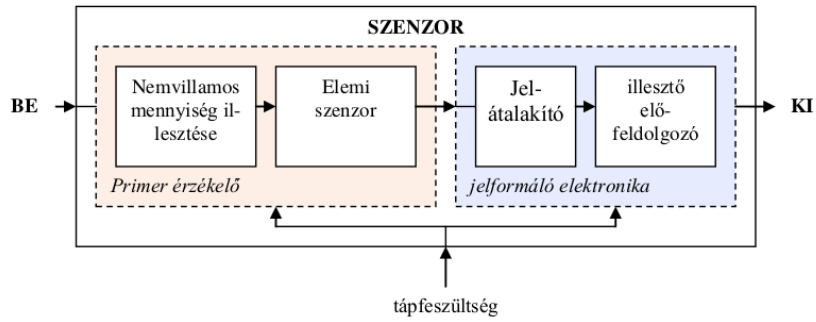 SZENZOR
BE
Nemvillamos
mennyiség il-
lesztése
Elemi
szenzor
Jel-
átalakító
illesztő
elő-
feldolgozó
KI
Primer érzékelő
jelformáló elektronika
tápfeszültség